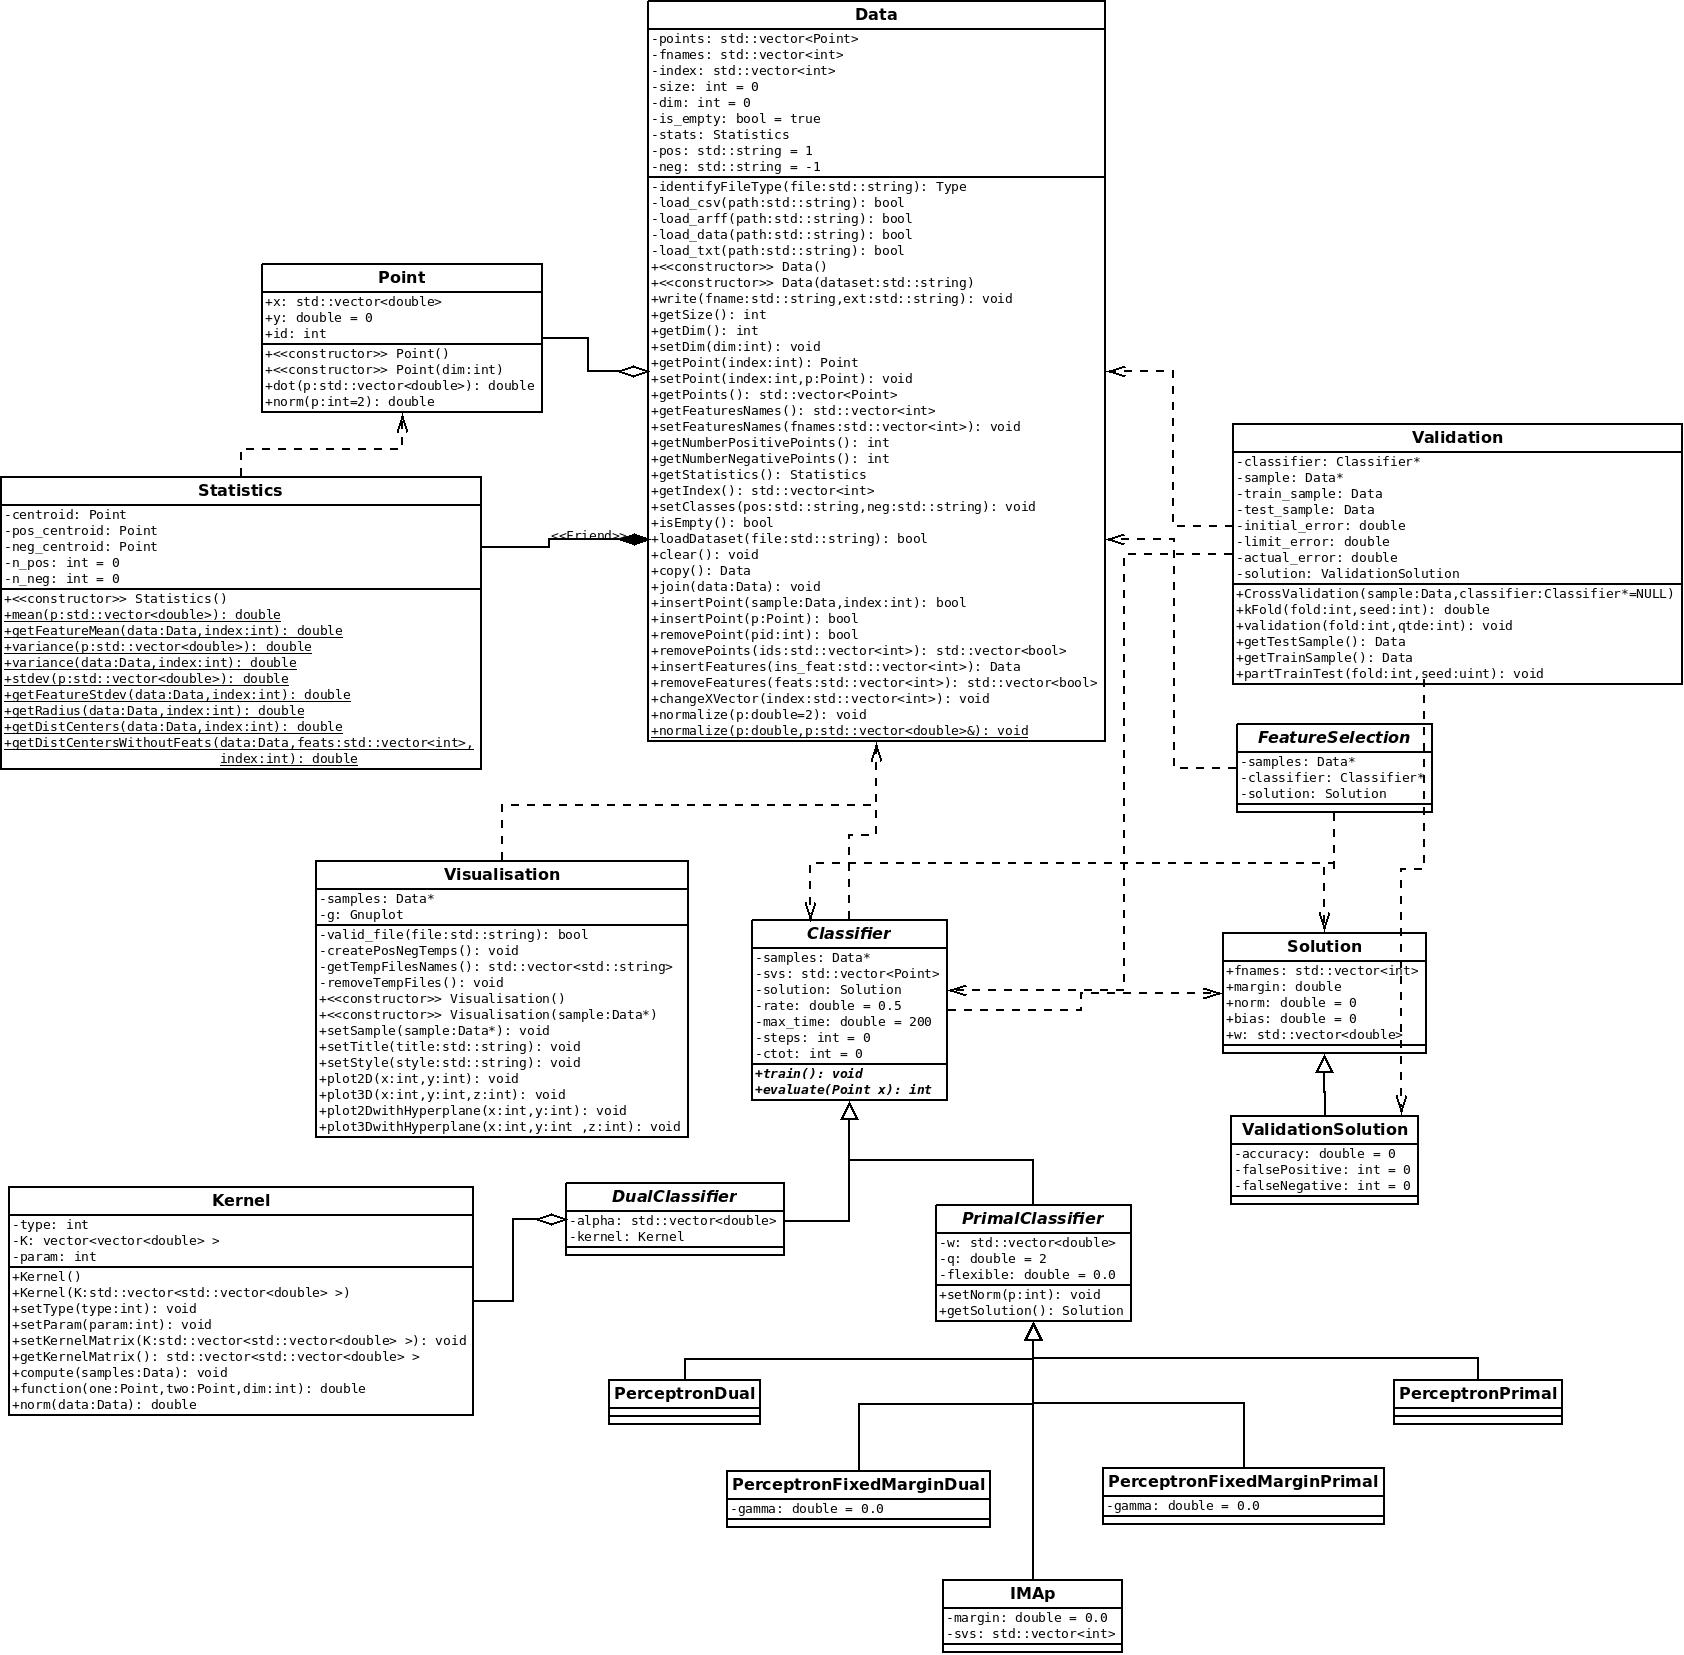 Data
-points: std::vector<Point>
-fnames: std::vector<int>
-index: std::vector<int>
-size: int = 0
-dim: int = 0
-is_empty: bool = true
-stats: Statistics
-pos: std::string = 1
-neg: std::string = -1
-identifyFileType(file:std::string): Type
-load_csv(path:std::string): bool
-load_arff(path:std::string): bool
-load_data(path:std::string): bool
-load_txt(path:std::string): bool
+<<constructor>> Data()
+<<constructor>> Data(dataset:std::string)
+write(fname:std::string,ext:std::string): void
+getSize(): int
+getDim(): int
+setDim(dim:int): void
+getPoint(index:int): Point
+setPoint(index:int,p:Point): void
+getPoints(): std::vector<Point>
+getFeaturesNames(): std::vector<int>
+setFeaturesNames(fnames:std::vector<int>): void
+getNumberPositivePoints(): int
+getNumberNegativePoints(): int
+getStatistics(): Statistics
+getIndex(): std::vector<int>
+setClasses(pos:std::string,neg:std::string): void
+isEmpty(): bool
+loadDataset(file:std::string): bool
+clear(): void
+copy(): Data
+join(data:Data): void
+insertPoint(sample:Data,index:int): bool
+insertPoint(p:Point): bool
+removePoint(pid:int): bool
+removePoints(ids:std::vector<int>): std::vector<bool>
+insertFeatures(ins_feat:std::vector<int>): Data
+removeFeatures(feats:std::vector<int>): std::vector<bool>
+changeXVector(index:std::vector<int>): void
+normalize(p:double=2): void
+normalize(p:double,p:std::vector<double>&): void
Point
+x: std::vector<double>
+y: double = 0
+id: int
+<<constructor>> Point()
+<<constructor>> Point(dim:int)
+dot(p:std::vector<double>): double
+norm(p:int=2): double
Statistics
-centroid: Point
-pos_centroid: Point
-neg_centroid: Point
-n_pos: int = 0
-n_neg: int = 0
+<<constructor>> Statistics()
+mean(p:std::vector<double>): double
+getFeatureMean(data:Data,index:int): double
+variance(p:std::vector<double>): double
+variance(data:Data,index:int): double
+stdev(p:std::vector<double>): double
+getFeatureStdev(data:Data,index:int): double
+getRadius(data:Data,index:int): double
+getDistCenters(data:Data,index:int): double
+getDistCentersWithoutFeats(data:Data,feats:std::vector<int>,
index:int): double
<<Friend>>
Validation
-classifier: Classifier*
-sample: Data*
-train_sample: Data
-test_sample: Data
-initial_error: double
-limit_error: double
-actual_error: double
-solution: ValidationSolution
+CrossValidation(sample:Data,classifier:Classifier*=NULL)
+kFold(fold:int,seed:int): double
+validation(fold:int,qtde:int): void
+getTestSample(): Data
+getTrainSample(): Data
+partTrainTest(fold:int,seed:uint): void
FeatureSelection
-samples: Data*
-classifier: Classifier*
-solution: Solution
Visualisation
-samples: Data*
-g: Gnuplot
-valid_file(file:std::string): bool
-createPosNegTemps(): void
-getTempFilesNames(): std::vector<std::string>
-removeTempFiles(): void
+<<constructor>> Visualisation()
+<<constructor>> Visualisation(sample:Data*)
+setSample(sample:Data*): void
+setTitle(title:std::string): void
+setStyle(style:std::string): void
+plot2D(x:int,y:int): void
+plot3D(x:int,y:int,z:int): void
+plot2DwithHyperplane(x:int,y:int): void
+plot3DwithHyperplane(x:int,y:int ,z:int): void
Classifier
-samples: Data*
-svs: std::vector<Point>
-solution: Solution
-rate: double = 0.5
-max_time: double = 200
-steps: int = 0
-ctot: int = 0
+train(): void
+evaluate(Point x): int
Solution
+fnames: std::vector<int>
+margin: double
+norm: double = 0
+bias: double = 0
+w: std::vector<double>
ValidationSolution
-accuracy: double = 0
-falsePositive: int = 0
-falseNegative: int = 0
Kernel
-type: int
-K: vector<vector<double> >
-param: int
+Kernel()
+Kernel(K:std::vector<std::vector<double> >)
+setType(type:int): void
+setParam(param:int): void
+setKernelMatrix(K:std::vector<std::vector<double> >): void
+getKernelMatrix(): std::vector<std::vector<double> >
+compute(samples:Data): void
+function(one:Point,two:Point,dim:int): double
+norm(data:Data): double
DualClassifier
-alpha: std::vector<double>
-kernel: Kernel
PrimalClassifier
-w: std::vector<double>
-q: double = 2
-flexible: double = 0.0
+setNorm(p:int): void
+getSolution(): Solution
PerceptronDual
PerceptronPrimal
PerceptronFixedMarginDual
-gamma: double = 0.0
PerceptronFixedMarginPrimal
-gamma: double = 0.0
IMAp
-margin: double = 0.0
-svs: std::vector<int>